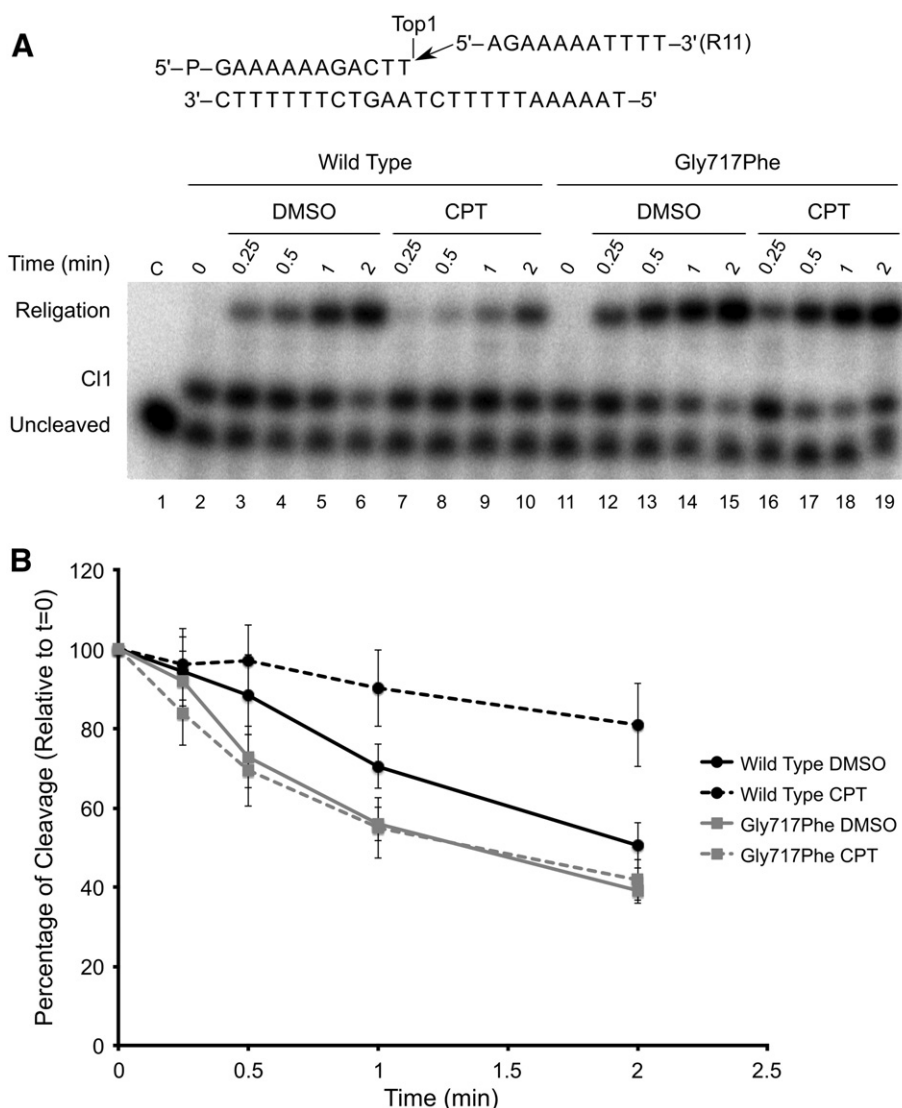 A
Top1
5'–AGAAAAATTTT–3'(R11)
5'–P–GAAAAAAGACTT
3'–CTTTTTTCTGAATCTTTTTAAAAAT–5'
Wild Type Gly717Phe
DMSO CPT DMSO CPT
Time (min) C 0 0.25 0.5 1 2 0.25 0.5 1 2 0 0.25 0.5 1 2 0.25 0.5 1 2
Religation
Cl1
Uncleaved
1 2 3 4 5 6 7 8 9 10 11 12 13 14 15 16 17 18 19
B
Percentage of Cleavage (Relative to t=0)
120
100
80
60
40
20
0
0 0.5 1 1.5 2 2.5
Time (min)
Wild Type DMSO
Wild Type CPT
Gly717Phe DMSO
Gly717Phe CPT